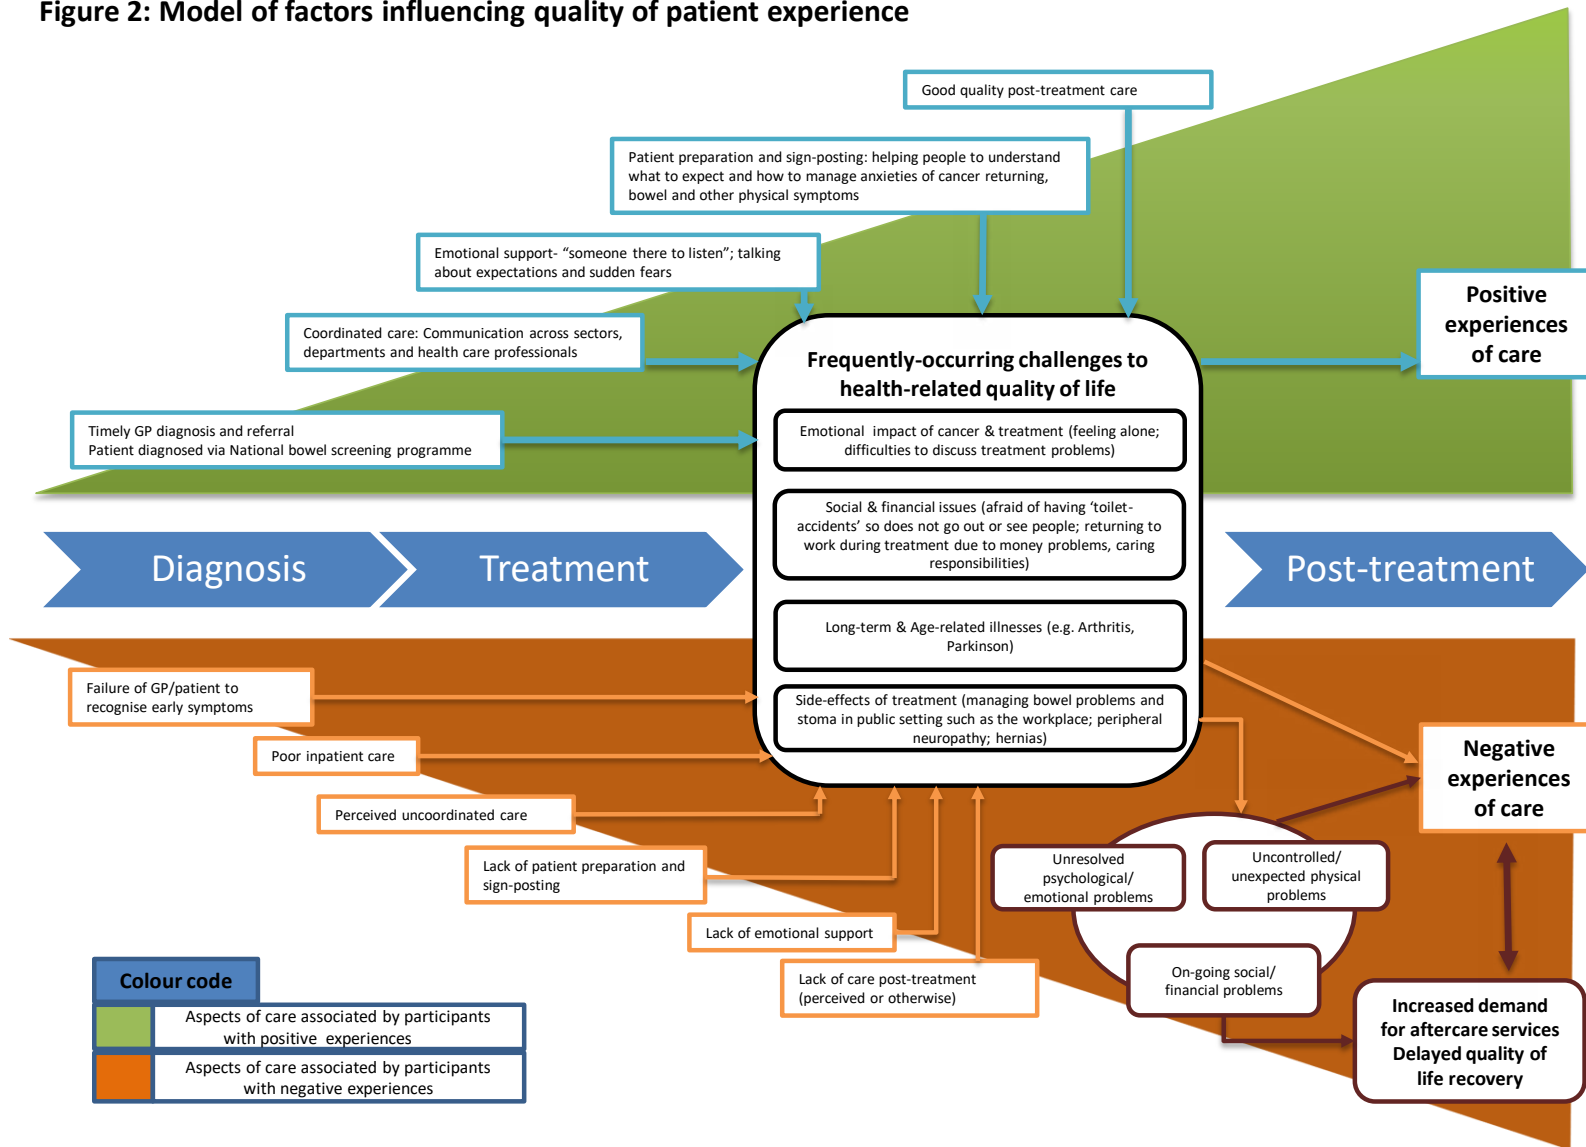 Figure 2: Model of factors influencing quality of patient experience
Good quality post-treatment care
Patient preparation and sign-posting: helping people to understand
what to expect and how to manage anxieties of cancer returning,
bowel and other physical symptoms
Emotional support- “someone there to listen”; talking
about expectations and sudden fears
Coordinated care: Communication across sectors,
departments and health care professionals
Timely GP diagnosis and referral
Patient diagnosed via National bowel screening programme
Positive
experiences
of care
Frequently-occurring challenges to
health-related quality of life
Emotional impact of cancer & treatment (feeling alone;
difficulties to discuss treatment problems)
Social & financial issues (afraid of having ‘toilet-
accidents’ so does not go out or see people; returning to
work during treatment due to money problems, caring
responsibilities)
Long-term & Age-related illnesses (e.g. Arthritis,
Parkinson)
Side-effects of treatment (managing bowel problems and
stoma in public setting such as the workplace; peripheral
neuropathy; hernias)
Diagnosis
Treatment
Post-treatment
Failure of GP/patient to
recognise early symptoms
Poor inpatient care
Perceived uncoordinated care
Lack of patient preparation and
sign-posting
Lack of emotional support
Lack of care post-treatment
(perceived or otherwise)
Negative
experiences
of care
Unresolved
psychological/
emotional problems
Uncontrolled/
unexpected physical
problems
On-going social/
financial problems
Increased demand
for aftercare services
Delayed quality of
life recovery
Colour code
Aspects of care associated by participants
with positive experiences
Aspects of care associated by participants
with negative experiences